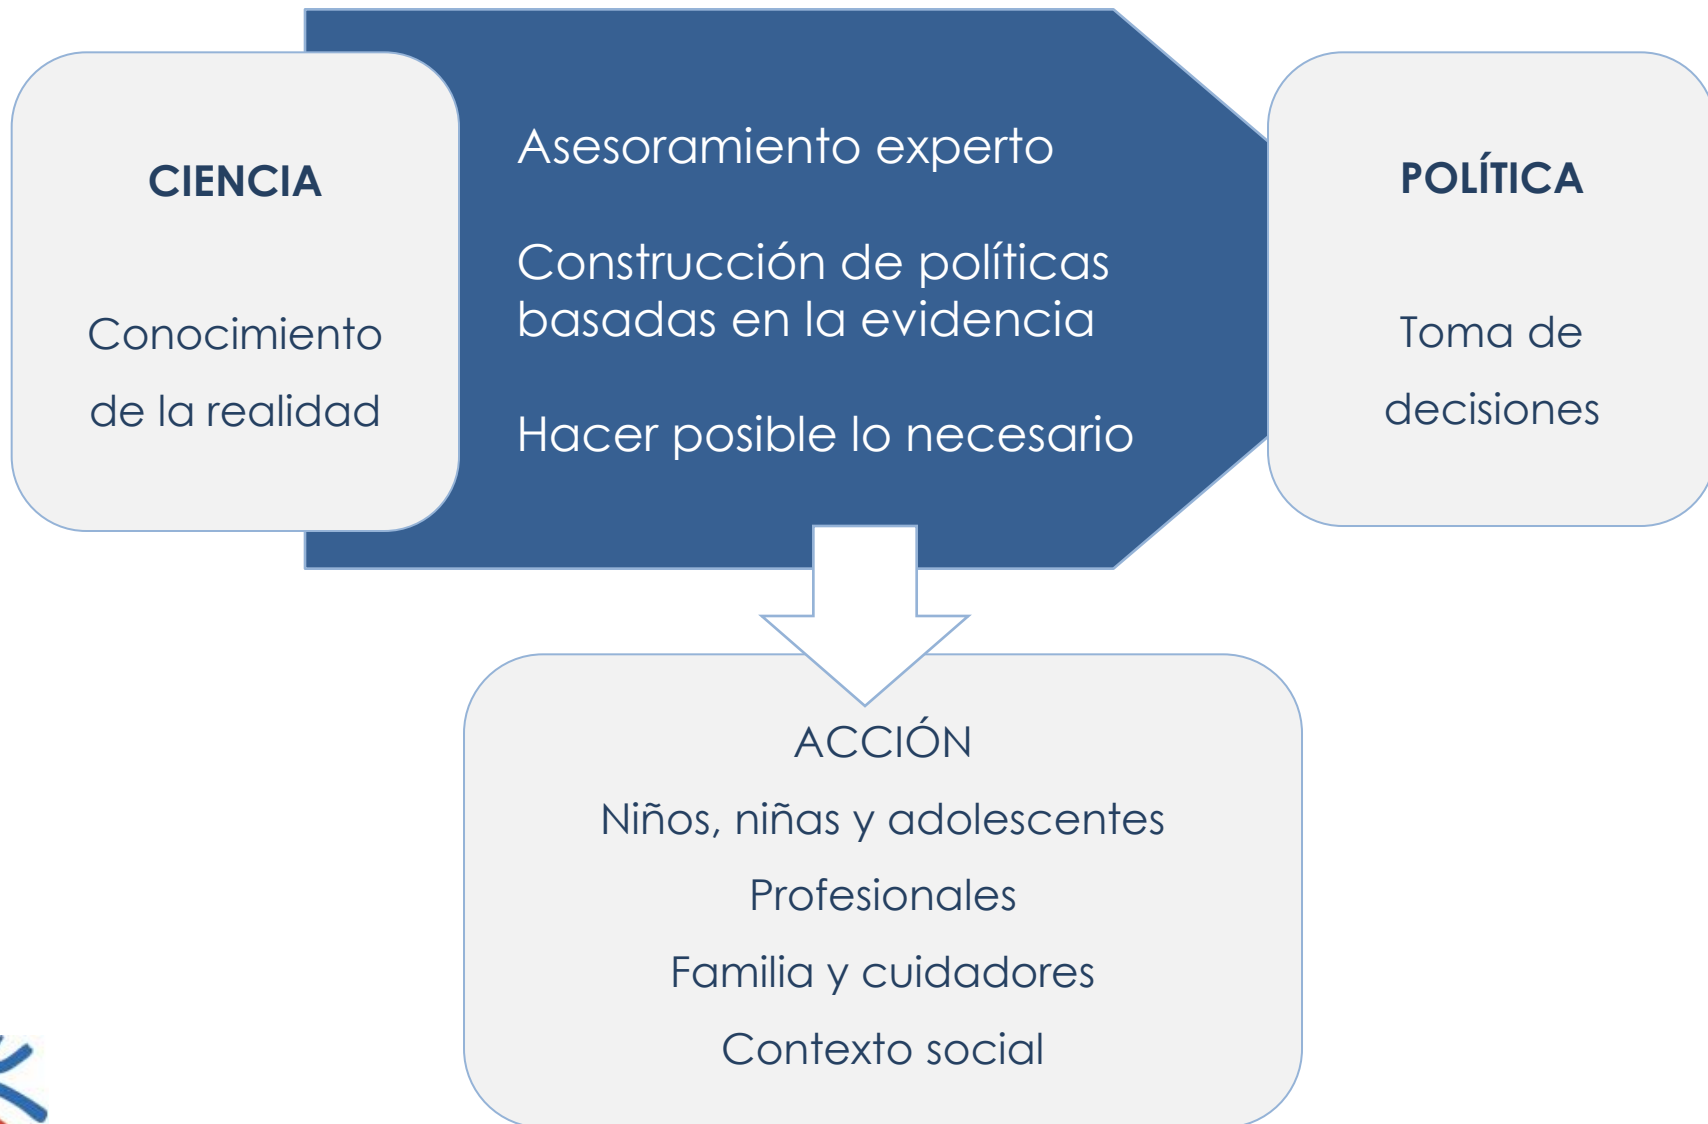 CIENCIA
Conocimiento
de la realidad
Asesoramiento experto
Construcción de políticas
basadas en la evidencia
Hacer posible lo necesario
POLÍTICA
Toma de
decisiones
ACCIÓN
Niños, niñas y adolescentes
Profesionales
Familia y cuidadores
Contexto social